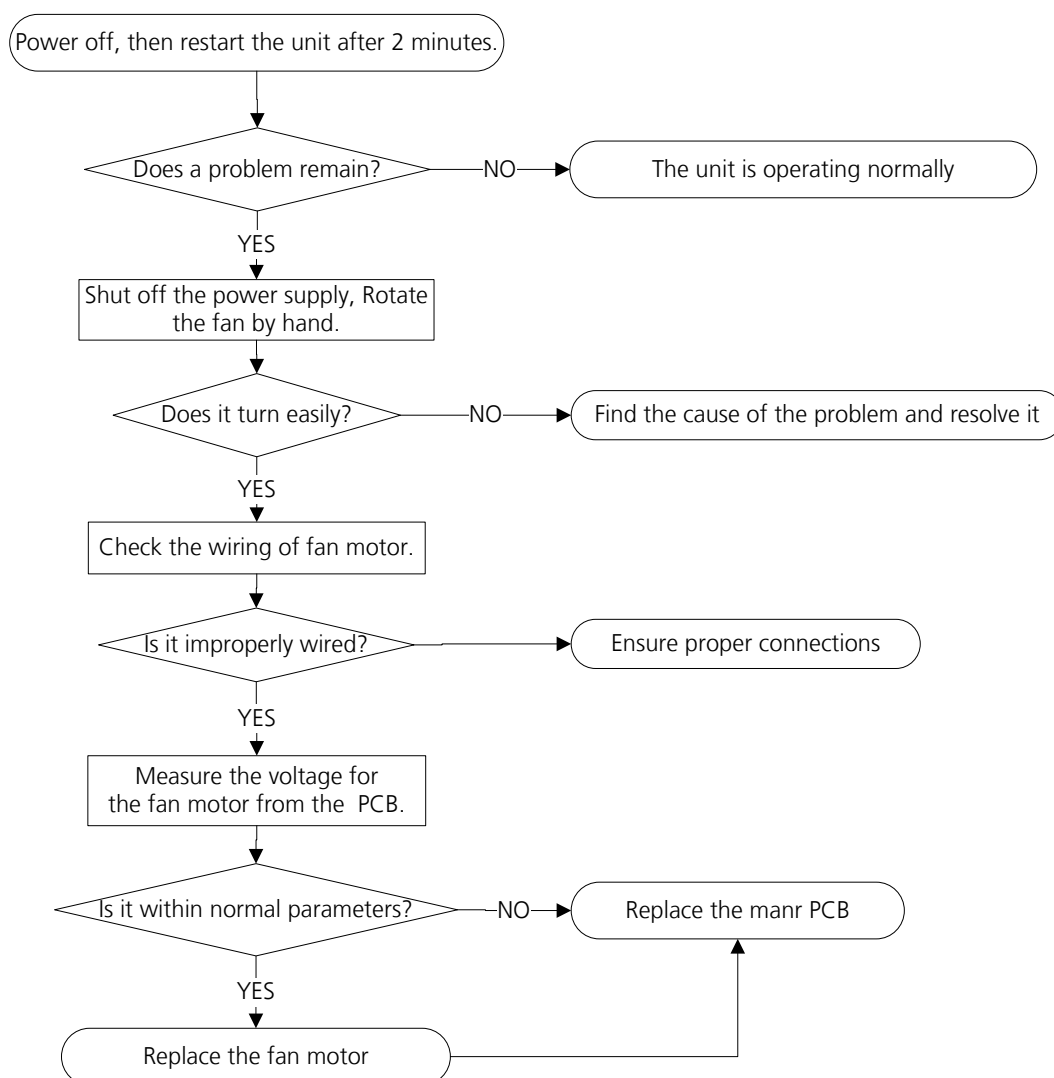 Power off, then restart the unit after 2 minutes.
Does a problem remain?
NO
The unit is operating normally
YES
Shut off the power supply, Rotate
the fan by hand.
Does it turn easily?
NO
Find the cause of the problem and resolve it
YES
Check the wiring of fan motor.
Is it improperly wired?
Ensure proper connections
YES
Measure the voltage for
the fan motor from the PCB.
Is it within normal parameters?
NO
Replace the manr PCB
YES
Replace the fan motor